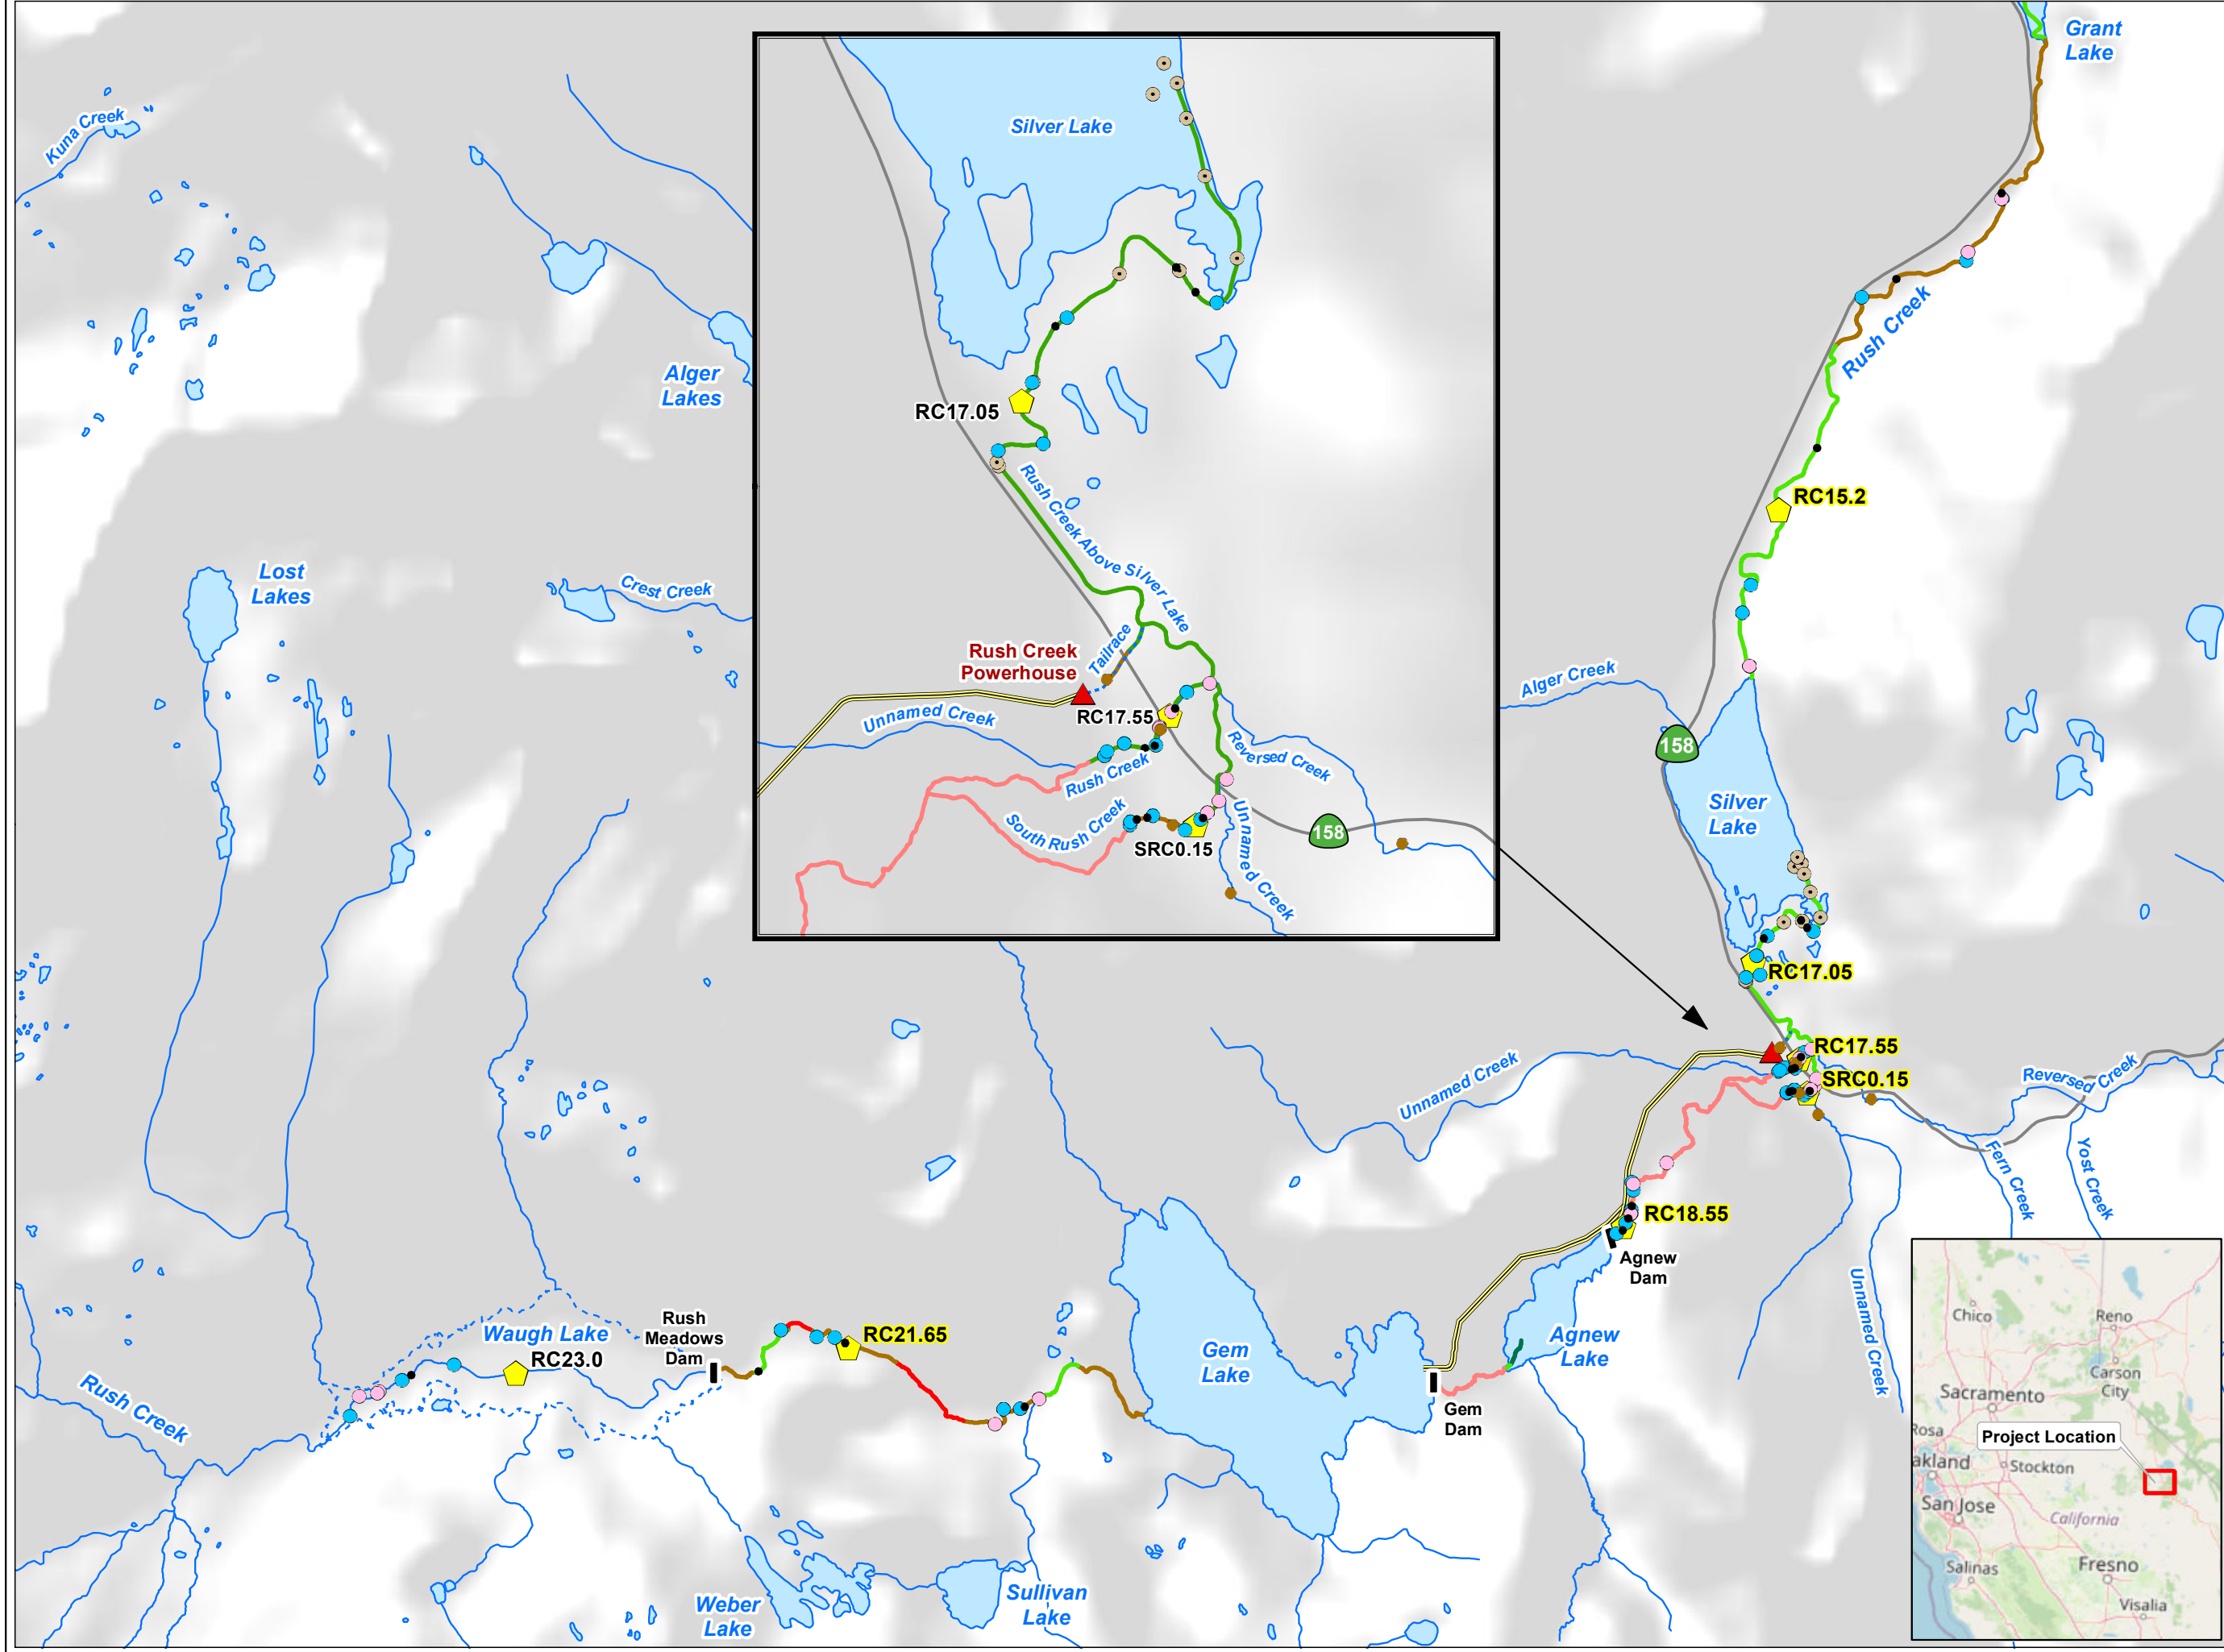 Grant
Lake
Kuna Creek
Silver Lake
Alger
Lakes
RC17.05
Rush Creek
RC15.2
Rush Creek Above Silver Lake
Lost
Lakes
Crest Creek
Rush Creek
Powerhouse
Tailrace
Alger Creek
RC17.55
Unnamed Creek
Reversed Creek
158
Rush Creek
South Rush Creek
SRC0.15
158
Unnamed Creek
Silver
Lake
RC17.05
RC17.55
SRC0.15
Unnamed Creek
Reversed Creek
Fern Creek
Yost Creek
RC18.55
Agnew
Dam
Unnamed Creek
Rush
Meadows
Dam
Waugh Lake
RC23.0
RC21.65
Gem
Lake
Agnew
Lake
Rush Creek
Gem
Dam
Weber
Lake
Sullivan
Lake
Chico
Reno
Carson
City
Sacramento
Rosa
Project Location
akland
Stockton
San Jose
California
Salinas
Fresno
Visalia